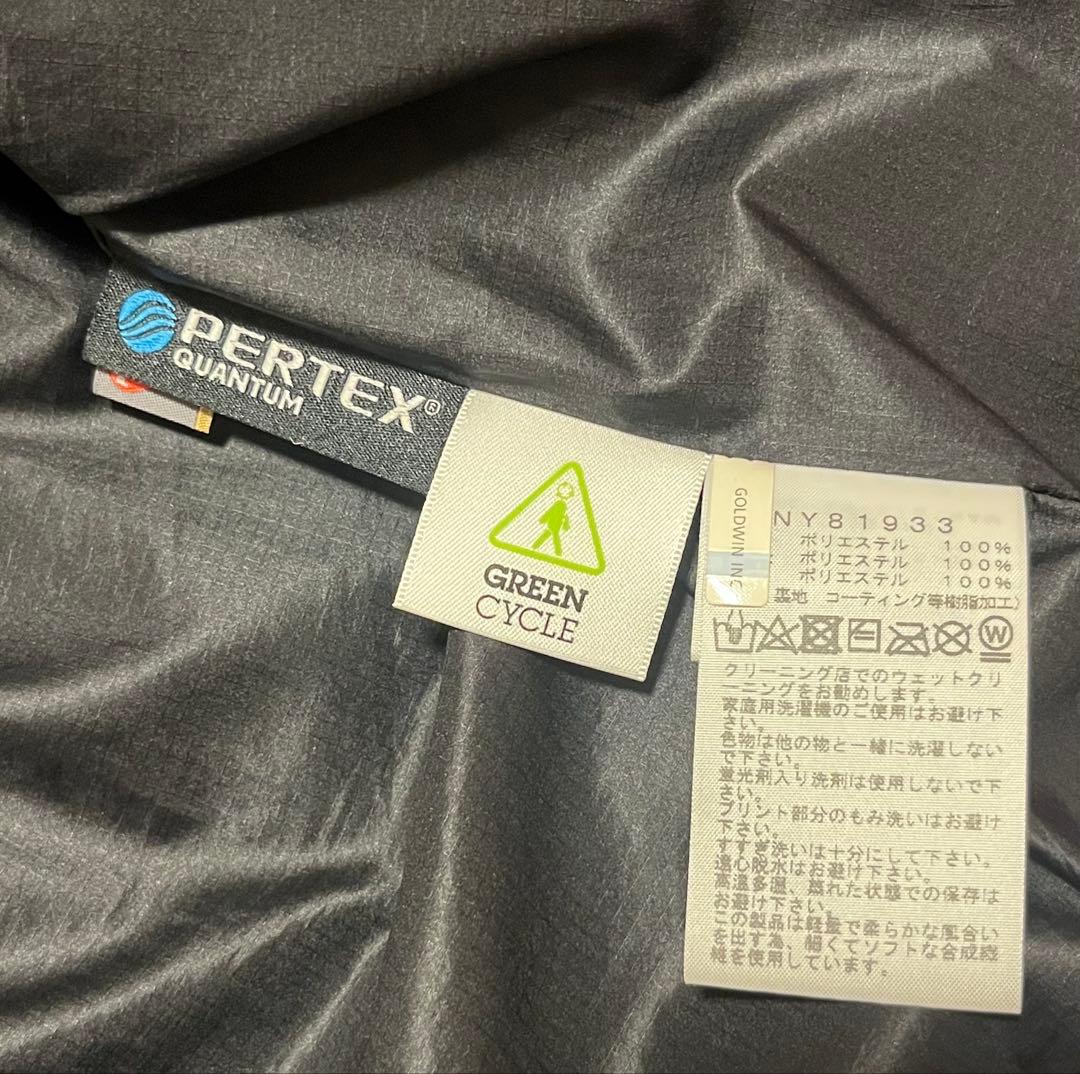 PERTEX®
QUANTUM
GREEN
CYCLE
GOLDWIN INC
NY81933
ポリエステル 100%
ポリエステル 100%
ポリエステル 100%
裏地 コーティング等樹脂加工)
W
クリーニング店でのウェットクリ
ーニングをお勧めします。
家庭用洗濯機のご使用はお避け下
さい。
色物は他の物と一緒に洗濯しない
で下さい。
蛍光剤入り洗剤は使用しないで下
さい。
プリント部分のもみ洗いはお避け
下さい。
すすぎ洗いは十分にして下さい。
遠心脱水はお避け下さい。
高温多湿、蒸れた状態での保存は
お避け下さい。
この製品は軽量で柔らかな風合い
を出す為、細くてソフトな合成繊
維を使用しています。